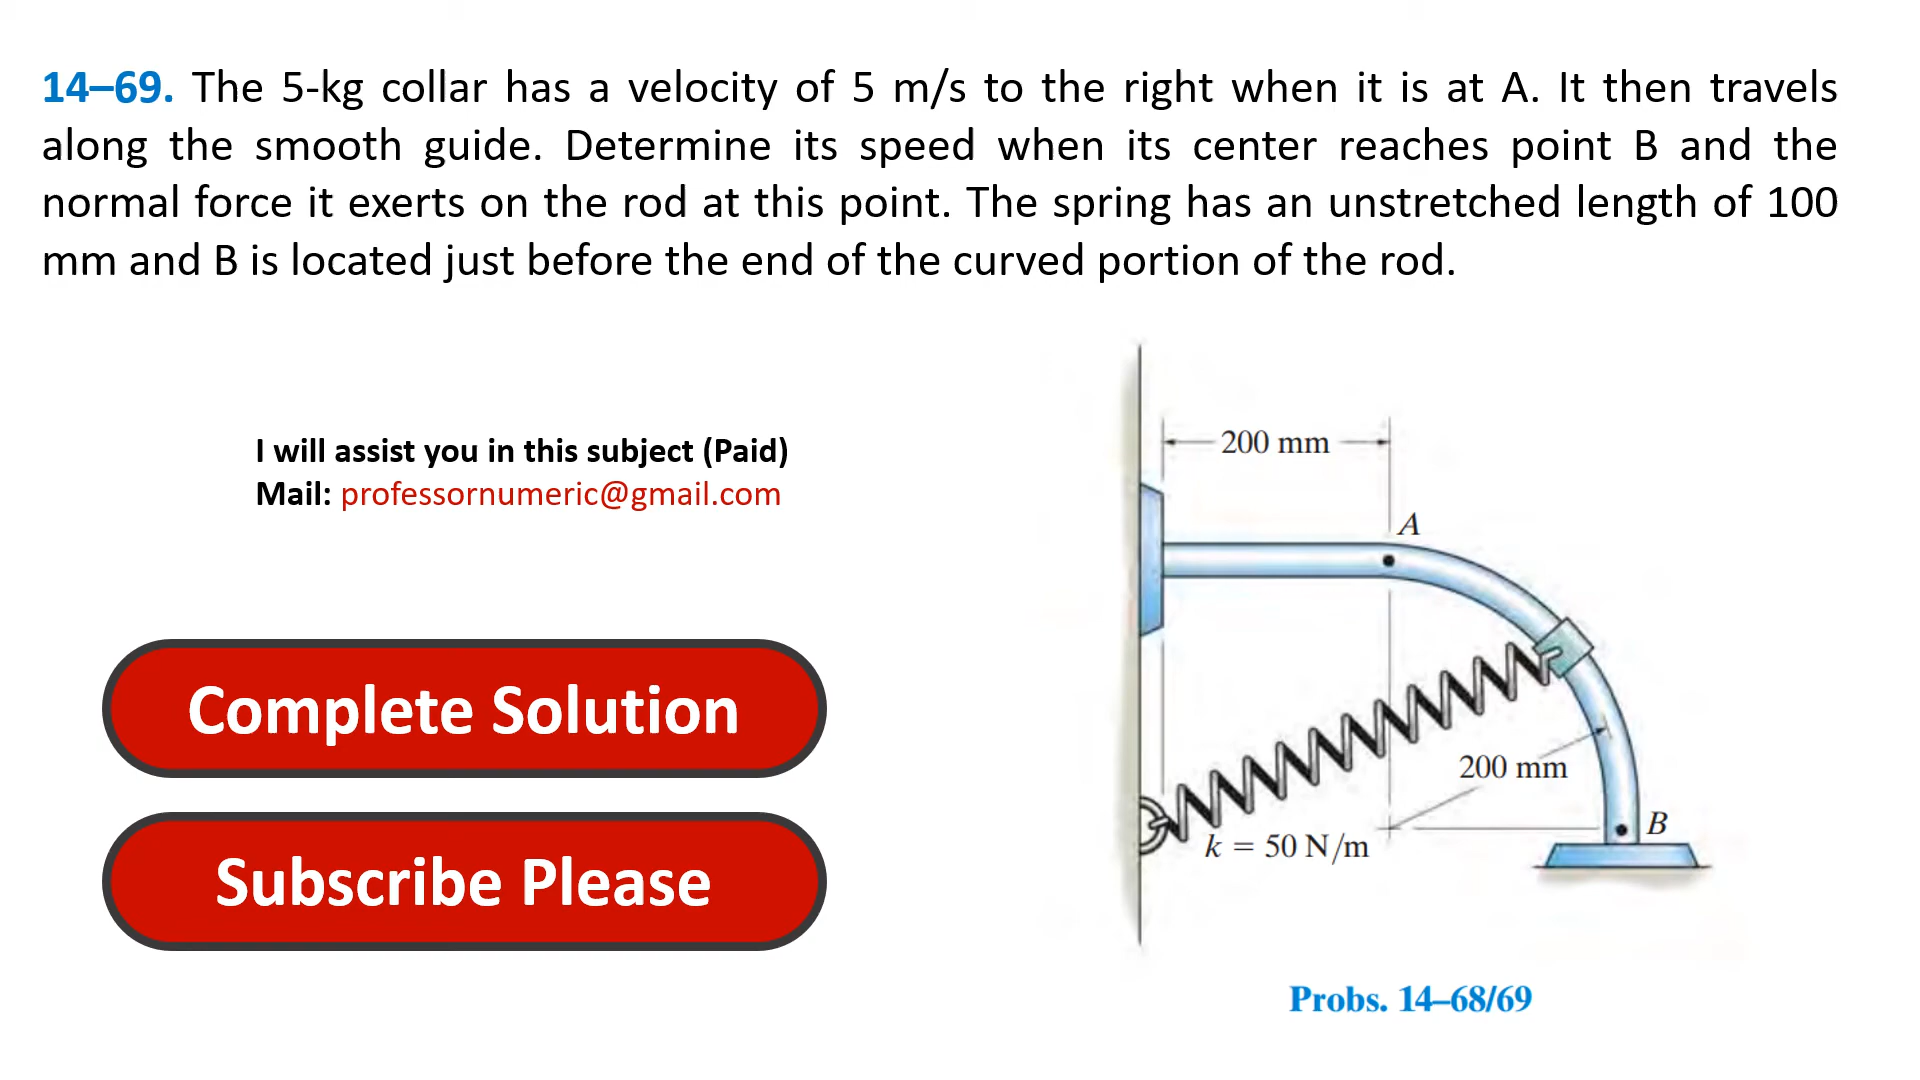 14–69. The 5-kg collar has a velocity of 5 m/s to the right when it is at A. It then travels
along the smooth guide. Determine its speed when its center reaches point B and the
normal force it exerts on the rod at this point. The spring has an unstretched length of 100
mm and B is located just before the end of the curved portion of the rod.
I will assist you in this subject (Paid)
Mail: professornumeric@gmail.com
Complete Solution
Subscribe Please
200 mm
A
200 mm
B
k = 50 N/m
Probs. 14–68/69